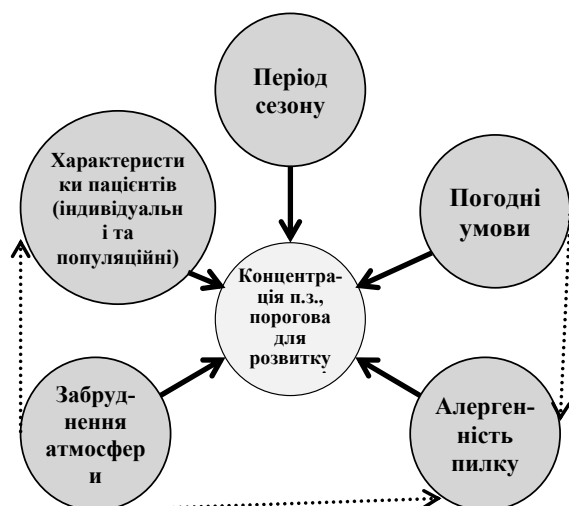 Період
сезону
Характеристи
ки пацієнтів
(індивідуальн
і та
популяційні)
Погодні
умови
Концентра-
ція п.з.,
порогова
для
розвитку
Забруд-
нення
атмосфер
и
Алерген-
ність
пилку